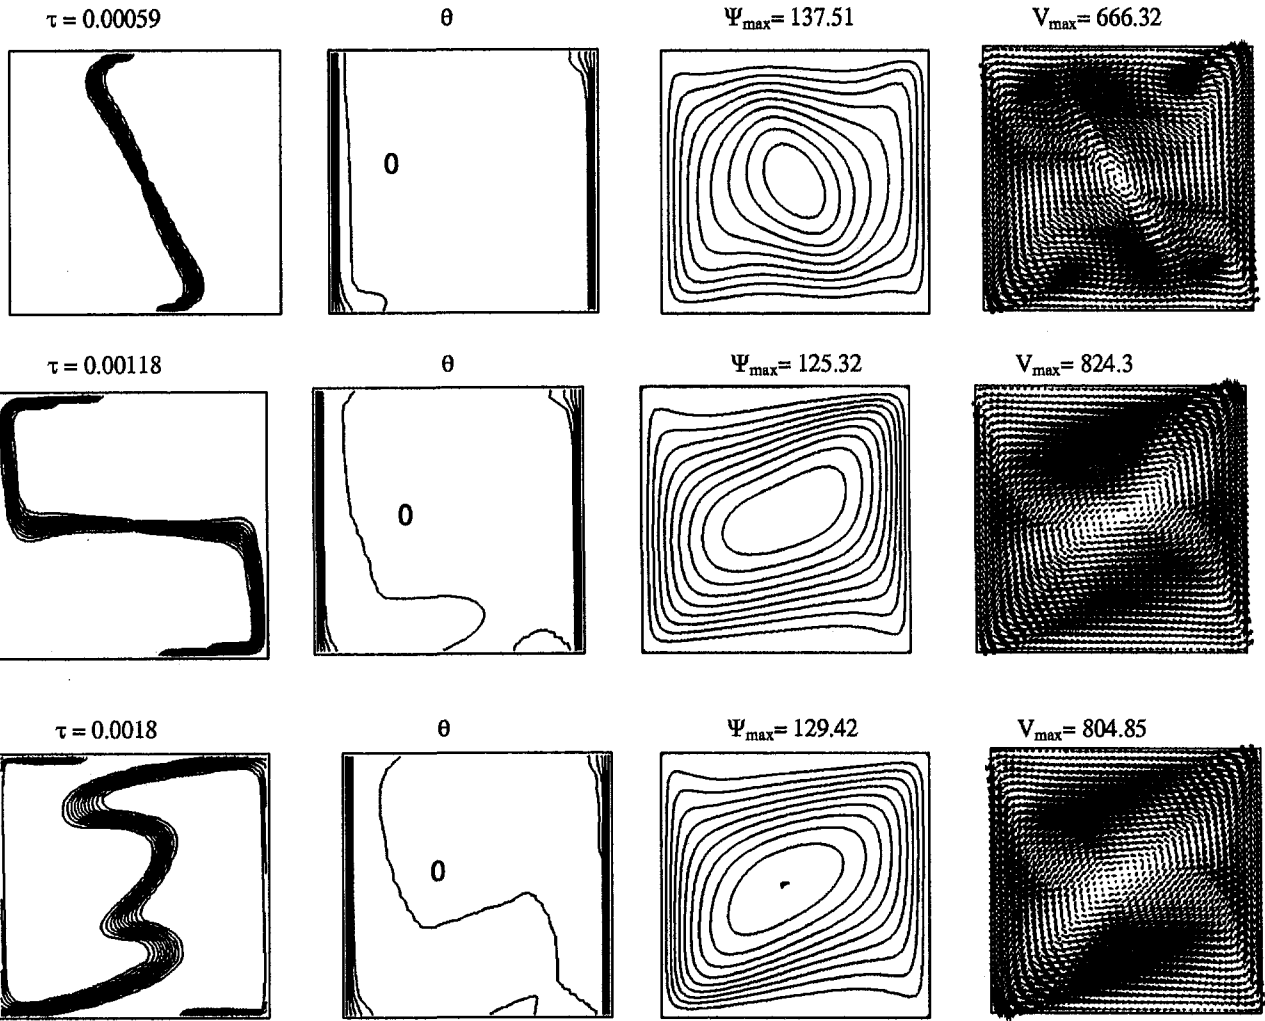 τ = 0.00059 θ Ψmax= 137.51 Vmax= 666.32
0
τ = 0.00118 θ Ψmax= 125.32 Vmax= 824.3
0
τ = 0.0018 θ Ψmax= 129.42 Vmax= 804.85
0